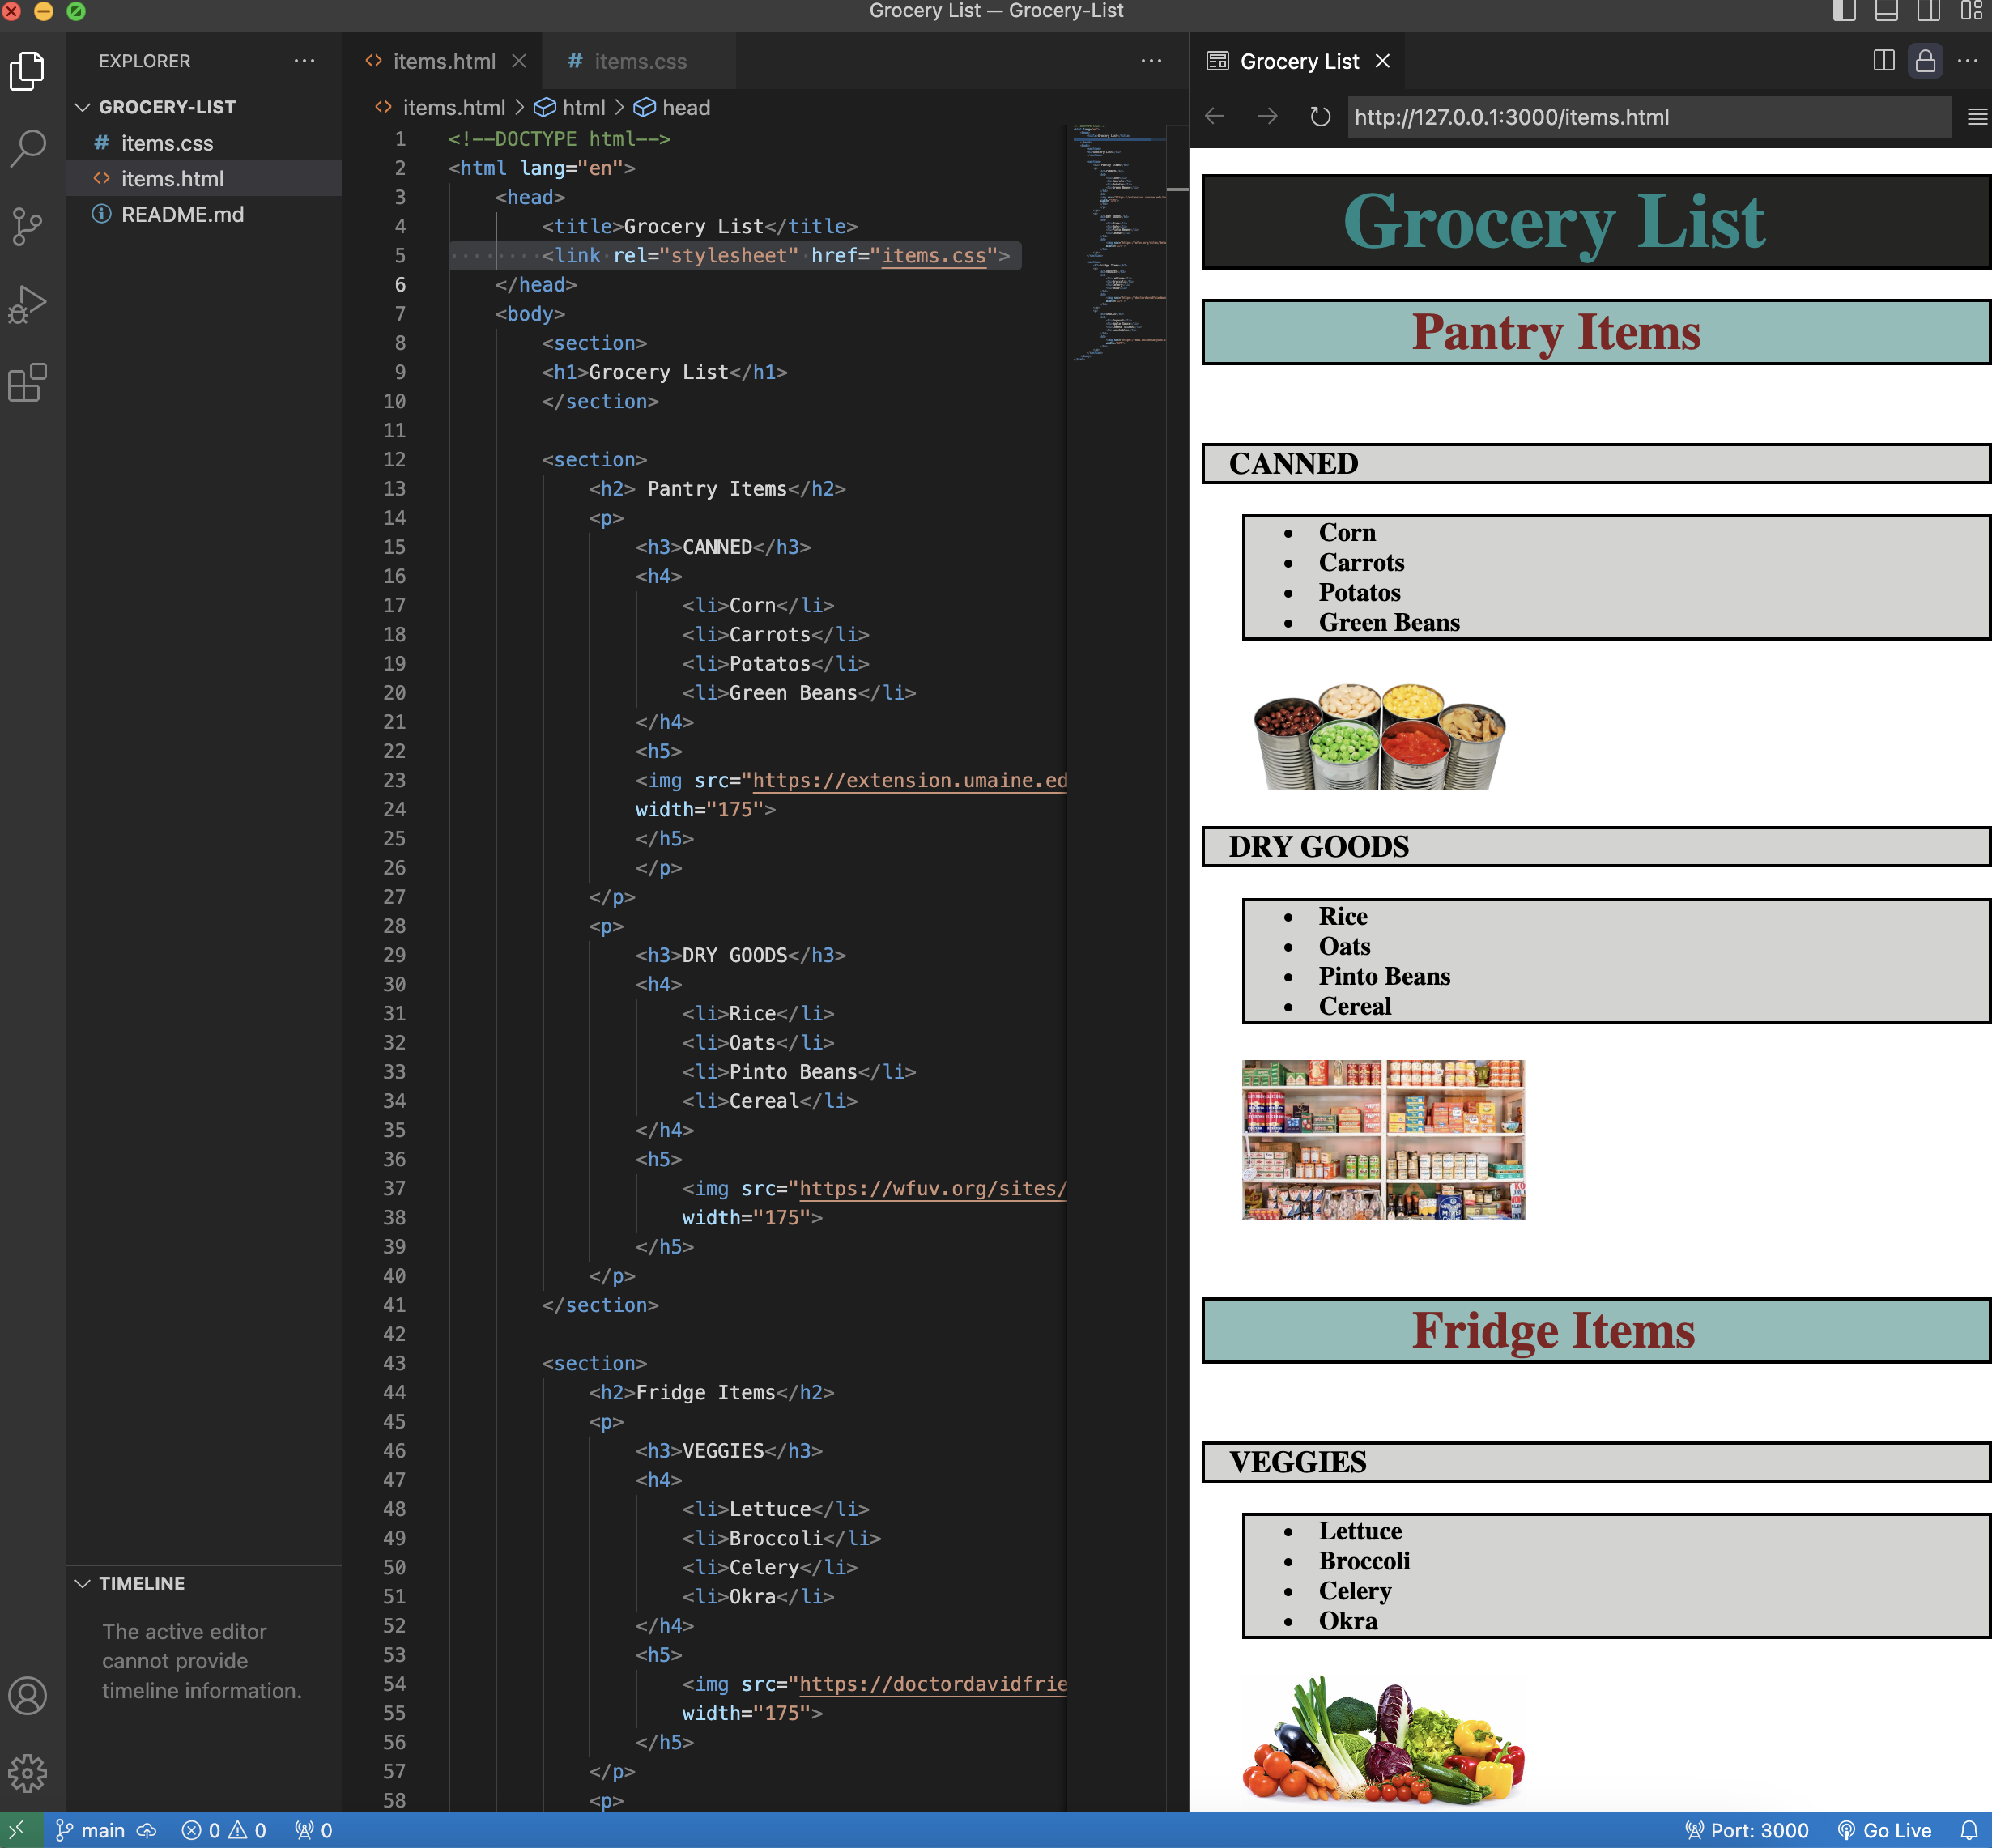 Grocery List — Grocery-List
EXPLORER
GROCERY-LIST
# items.css
<> items.html
README.md
TIMELINE
The active editor
cannot provide
timeline information.
<> items.html
# items.css
<> items.html > html > head
1 <!--DOCTYPE html-->
2 <html lang="en">
3 <head>
4 <title>Grocery List</title>
5 <link rel="stylesheet" href="items.css">
6 </head>
7 <body>
8 <section>
9 <h1>Grocery List</h1>
10 </section>
11
12 <section>
13 <h2> Pantry Items</h2>
14 <p>
15 <h3>CANNED</h3>
16 <h4>
17 <li>Corn</li>
18 <li>Carrots</li>
19 <li>Potatos</li>
20 <li>Green Beans</li>
21 </h4>
22 <h5>
23 <img src="https://extension.umaine.ed
24 width="175">
25 </h5>
26 </p>
27 </p>
28 <p>
29 <h3>DRY GOODS</h3>
30 <h4>
31 <li>Rice</li>
32 <li>Oats</li>
33 <li>Pinto Beans</li>
34 <li>Cereal</li>
35 </h4>
36 <h5>
37 <img src="https://wfuv.org/sites/
38 width="175">
39 </h5>
40 </p>
41 </section>
42
43 <section>
44 <h2>Fridge Items</h2>
45 <p>
46 <h3>VEGGIES</h3>
47 <h4>
48 <li>Lettuce</li>
49 <li>Broccoli</li>
50 <li>Celery</li>
51 <li>Okra</li>
52 </h4>
53 <h5>
54 <img src="https://doctordavidfrie
55 width="175">
56 </h5>
57 </p>
58 <p>
Grocery List
http://127.0.0.1:3000/items.html
Grocery List
Pantry Items
CANNED
• Corn
• Carrots
• Potatos
• Green Beans
DRY GOODS
• Rice
• Oats
• Pinto Beans
• Cereal
Fridge Items
VEGGIES
• Lettuce
• Broccoli
• Celery
• Okra
main 0 0 0
Port: 3000 Go Live